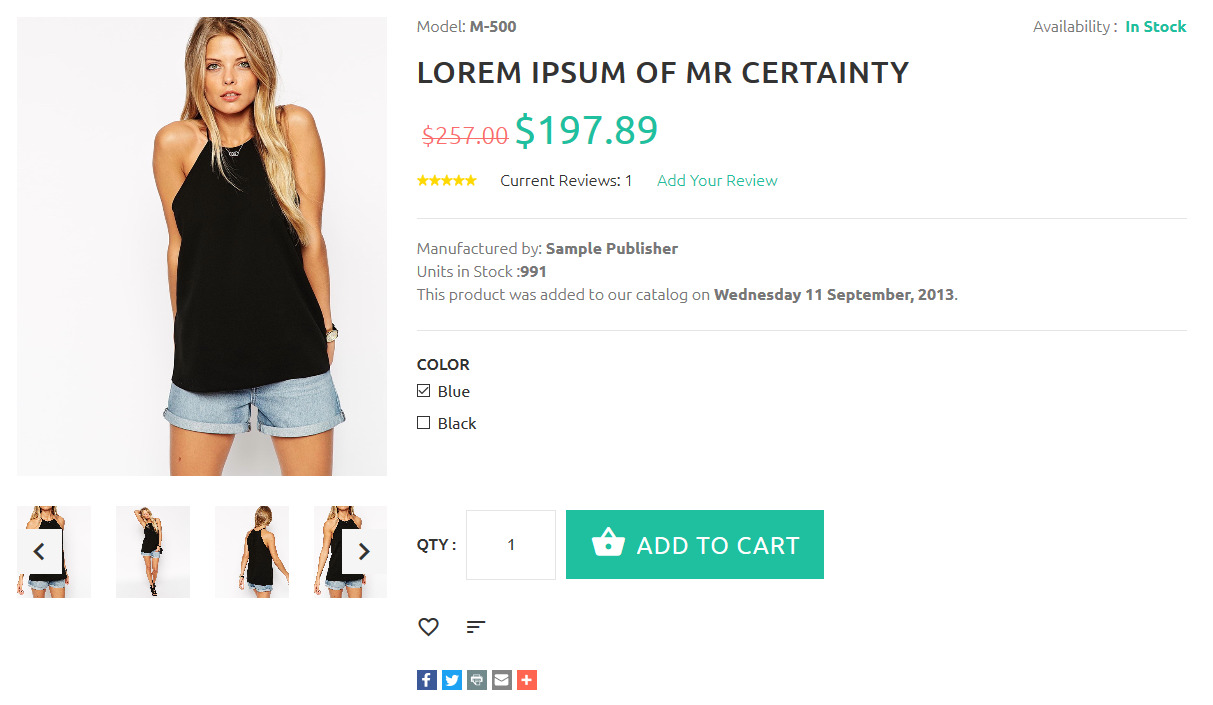 Model: M-500
Availability : In Stock
LOREM IPSUM OF MR CERTAINTY
$257.00 $197.89
Current Reviews: 1 Add Your Review
Manufactured by: Sample Publisher
Units in Stock :991
This product was added to our catalog on Wednesday 11 September, 2013.
COLOR
Blue
Black
QTY : 1 ADD TO CART